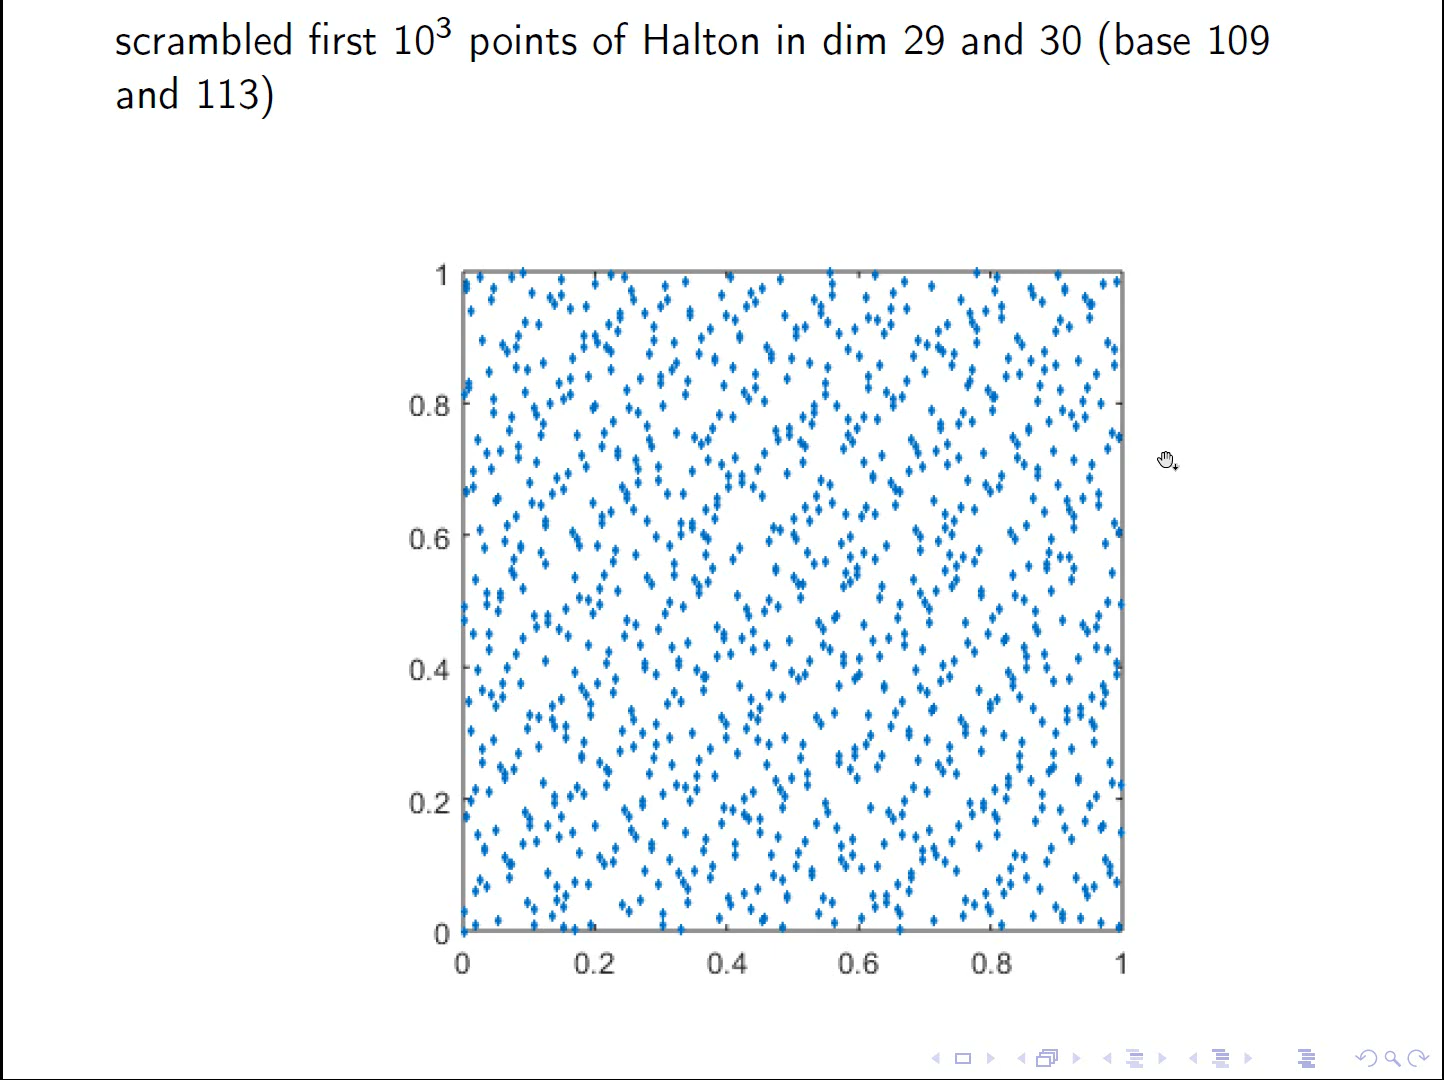 scrambled first 10³ points of Halton in dim 29 and 30 (base 109
and 113)
1
0.8
0.6
0.4
0.2
0
0 0.2 0.4 0.6 0.8 1